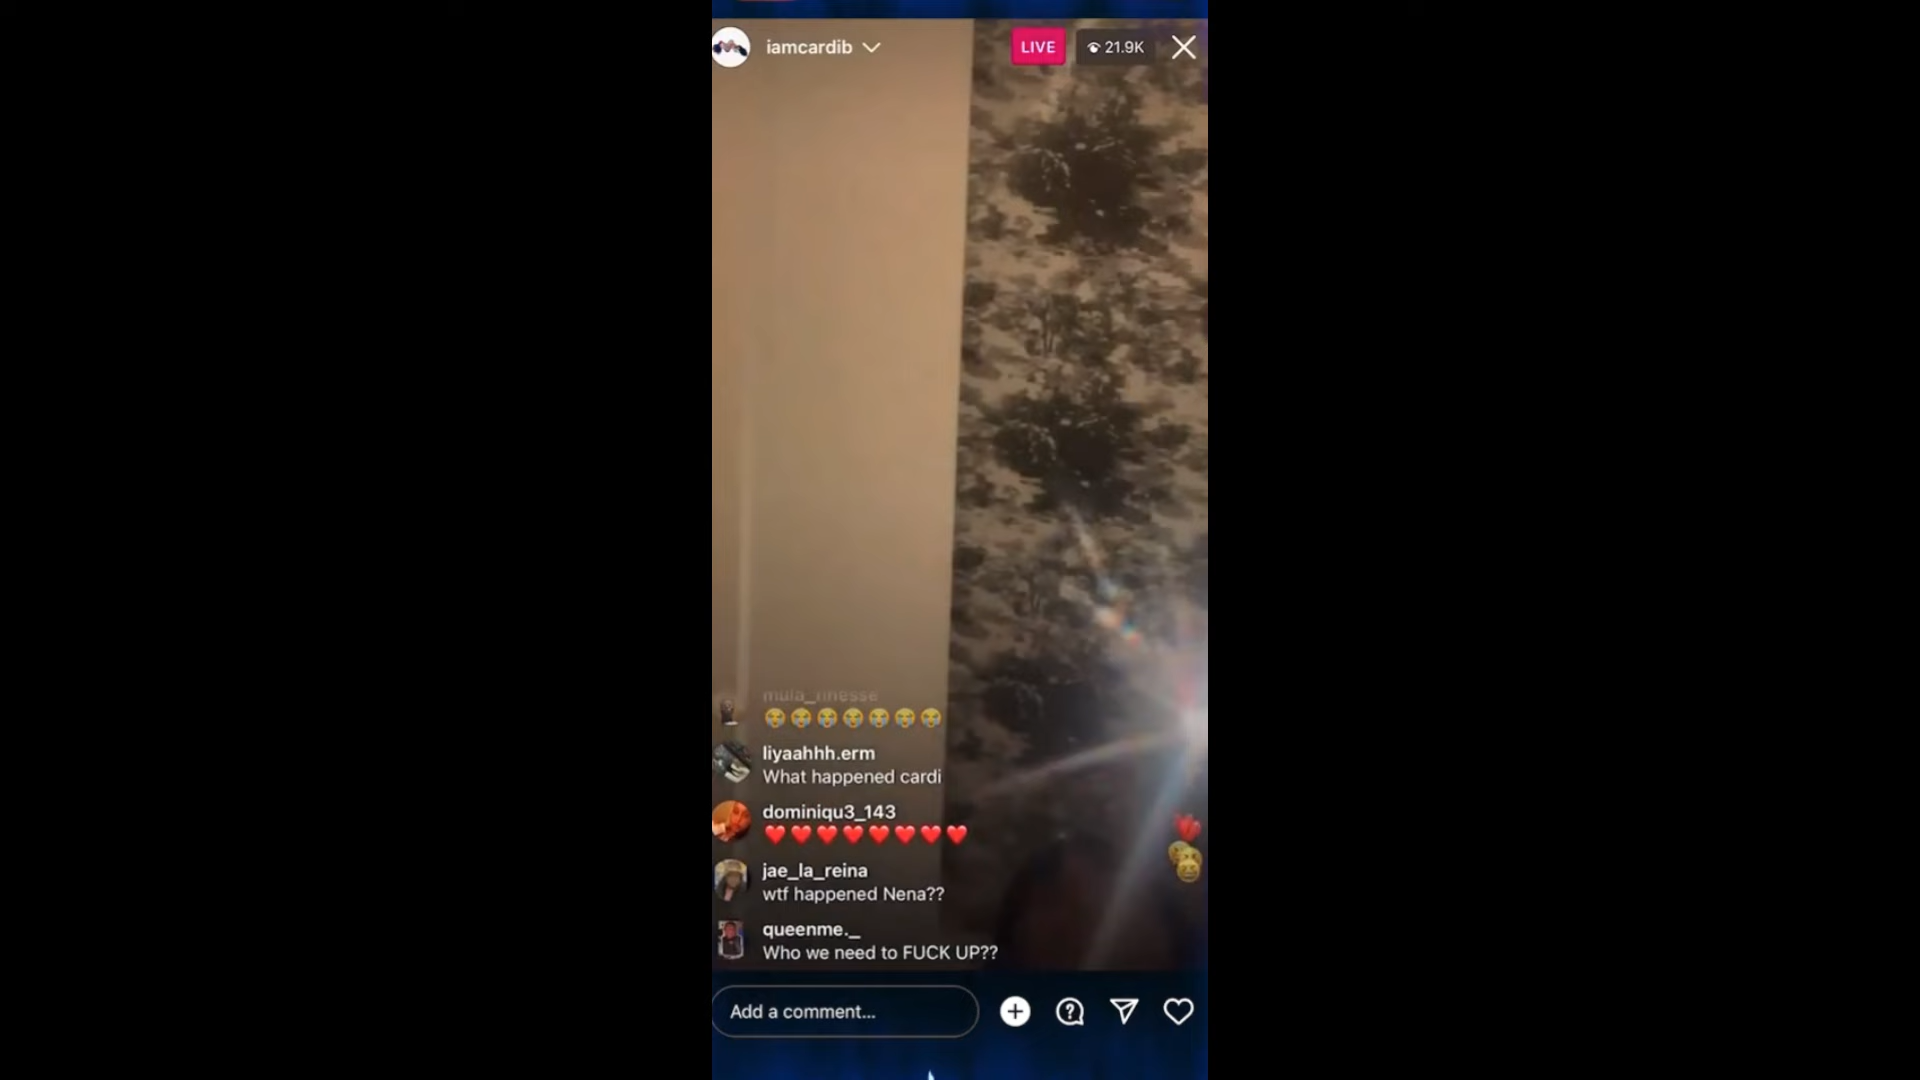 iamcardib
LIVE
21.9K
😭😭😭😭😭😭😭
liyaahhh.erm
What happened cardi
dominiqu3_143
❤️❤️❤️❤️❤️❤️❤️❤️
jae_la_reina
wtf happened Nena??
queenme._
Who we need to FUCK UP??
Add a comment...